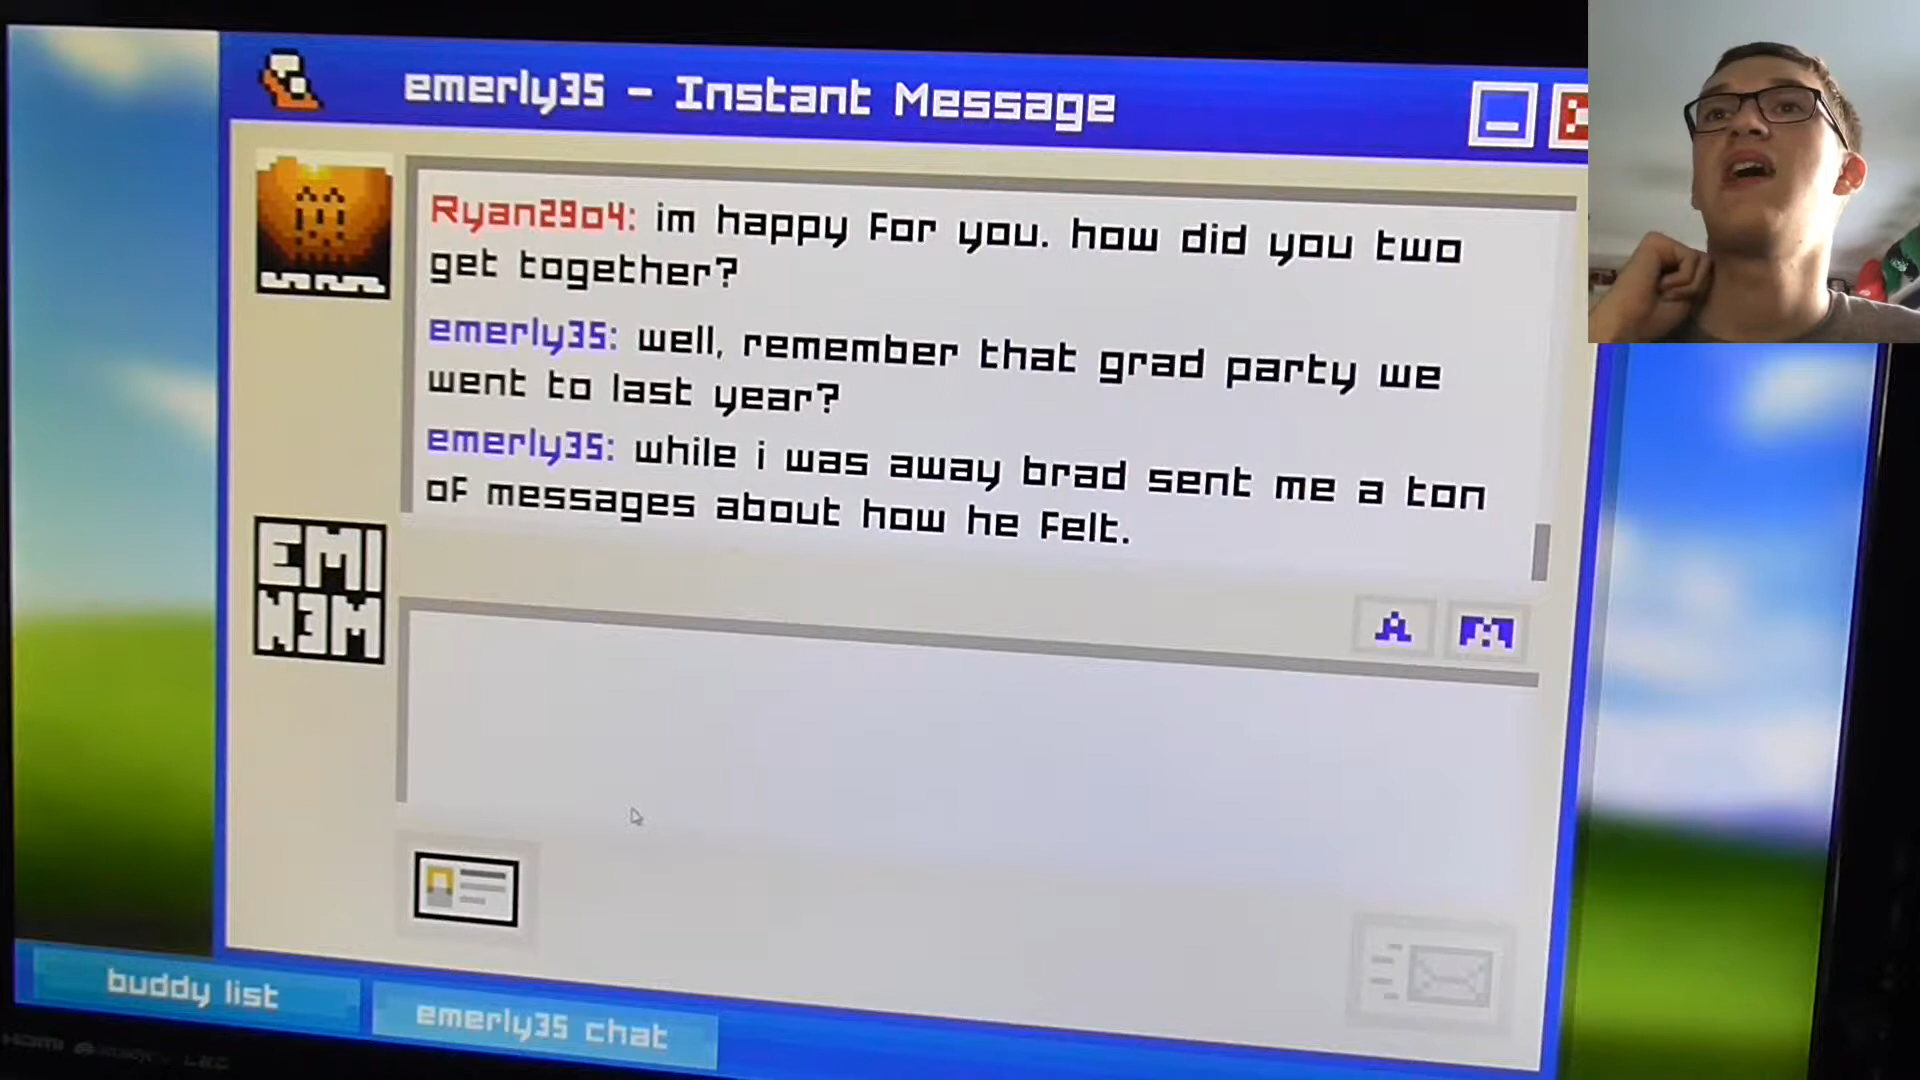 emerly35 - Instant Message
Ryan29o4: im happy for you. how did you two
get together?
emerly35: well, remember that grad party we
went to last year?
emerly35: while i was away brad sent me a ton
of messages about how he felt.
EMI
N3M
A
M
buddy list
emerly35 chat